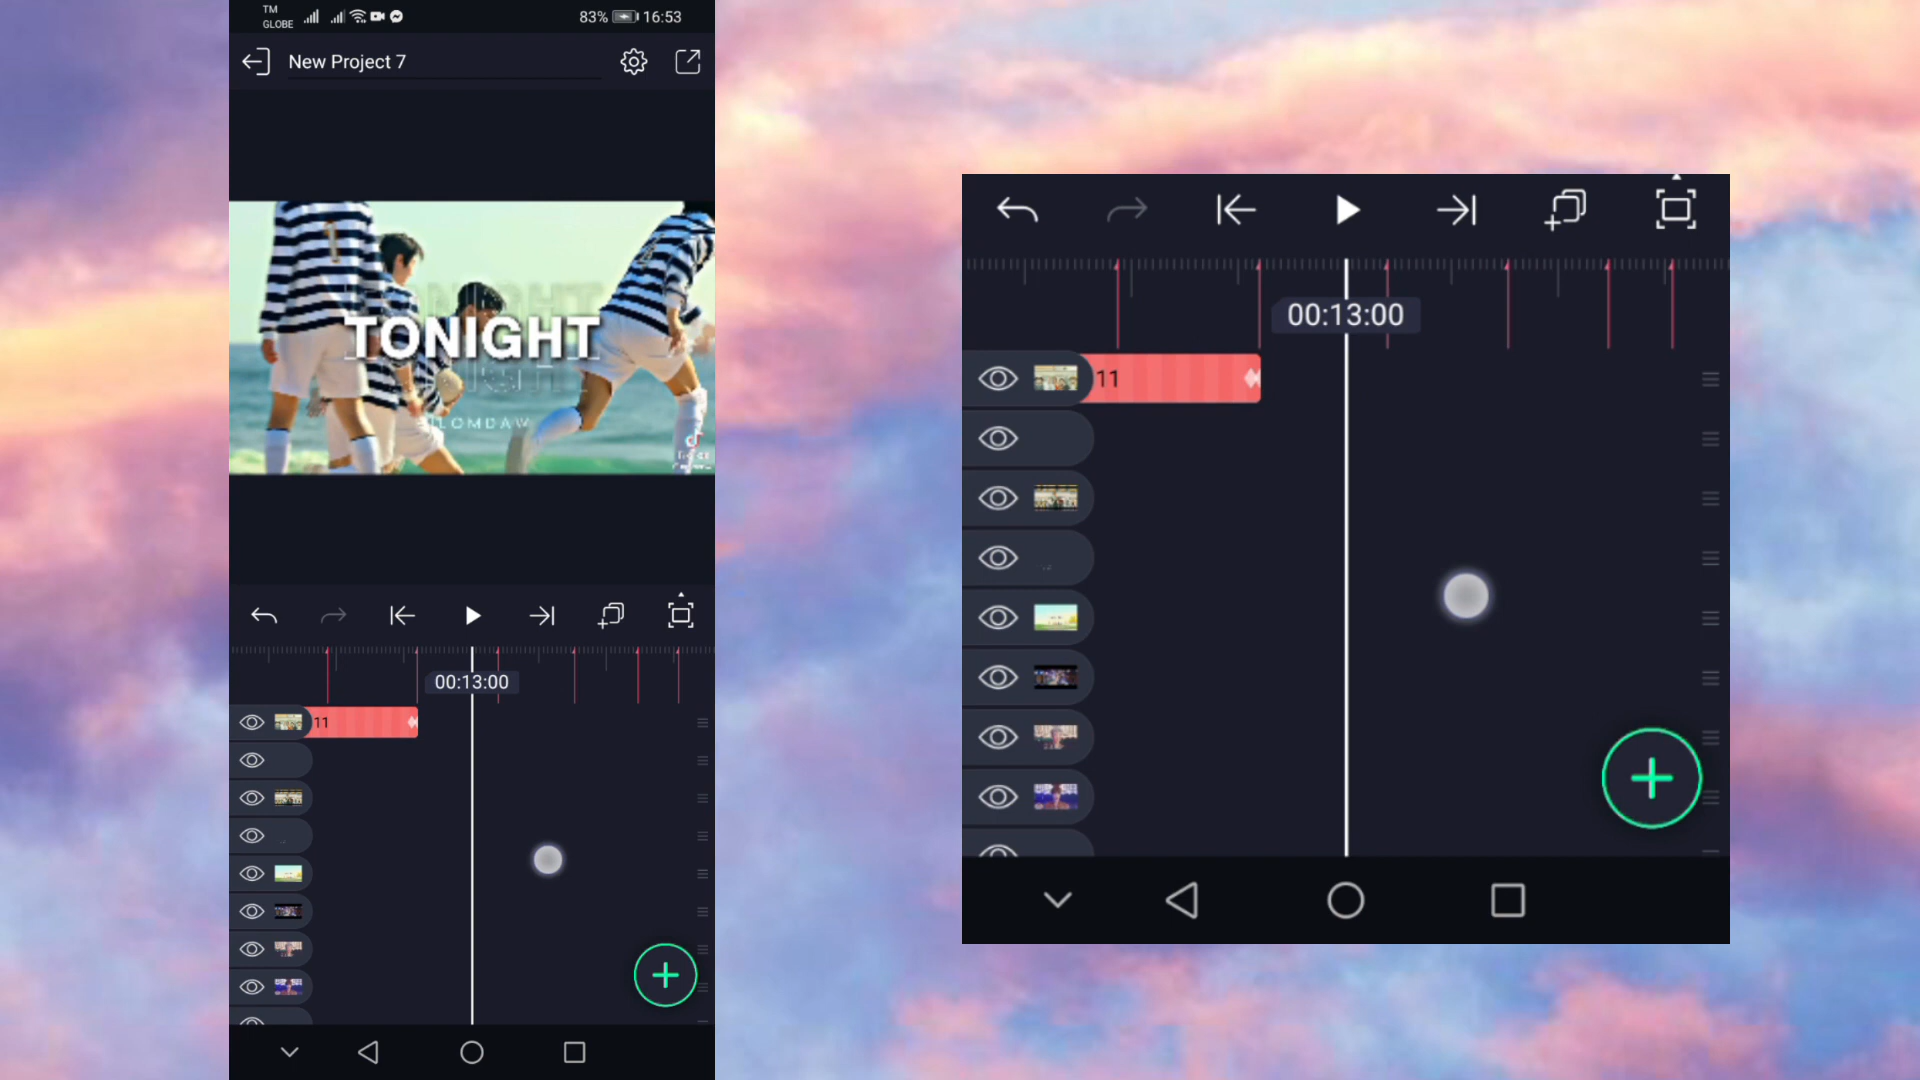 TM
GLOBE
83%
16:53
New Project 7
TONIGHT
00:13:00
11
00:13:00
11